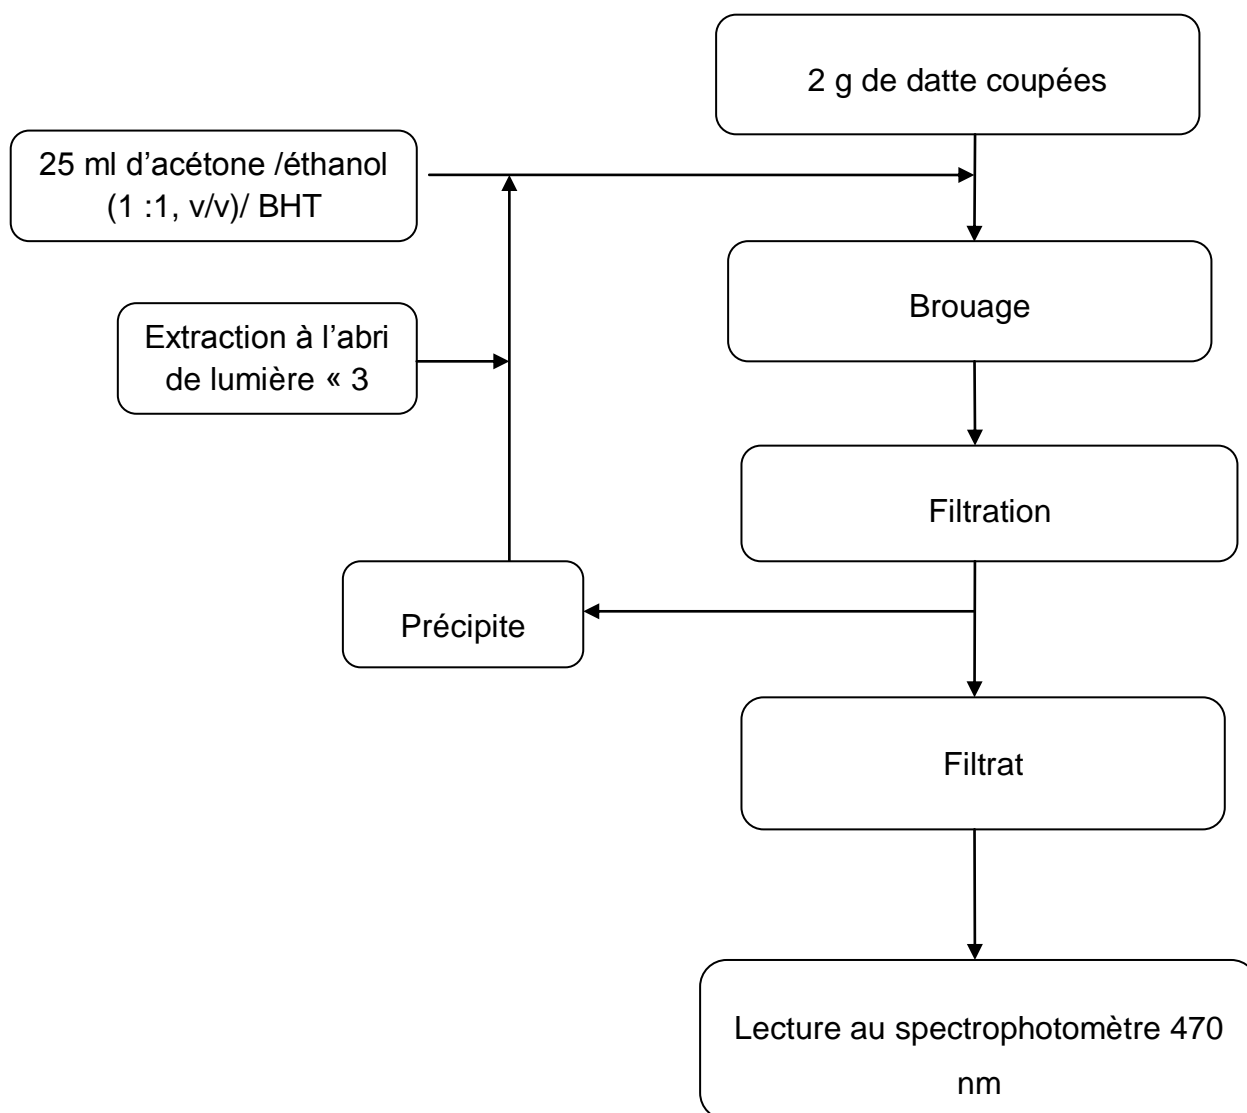 2 g de datte coupées
25 ml d’acétone /éthanol
(1 :1, v/v)/ BHT
Brouage
Extraction à l’abri
de lumière « 3
Filtration
Précipite
Filtrat
Lecture au spectrophotomètre 470
nm